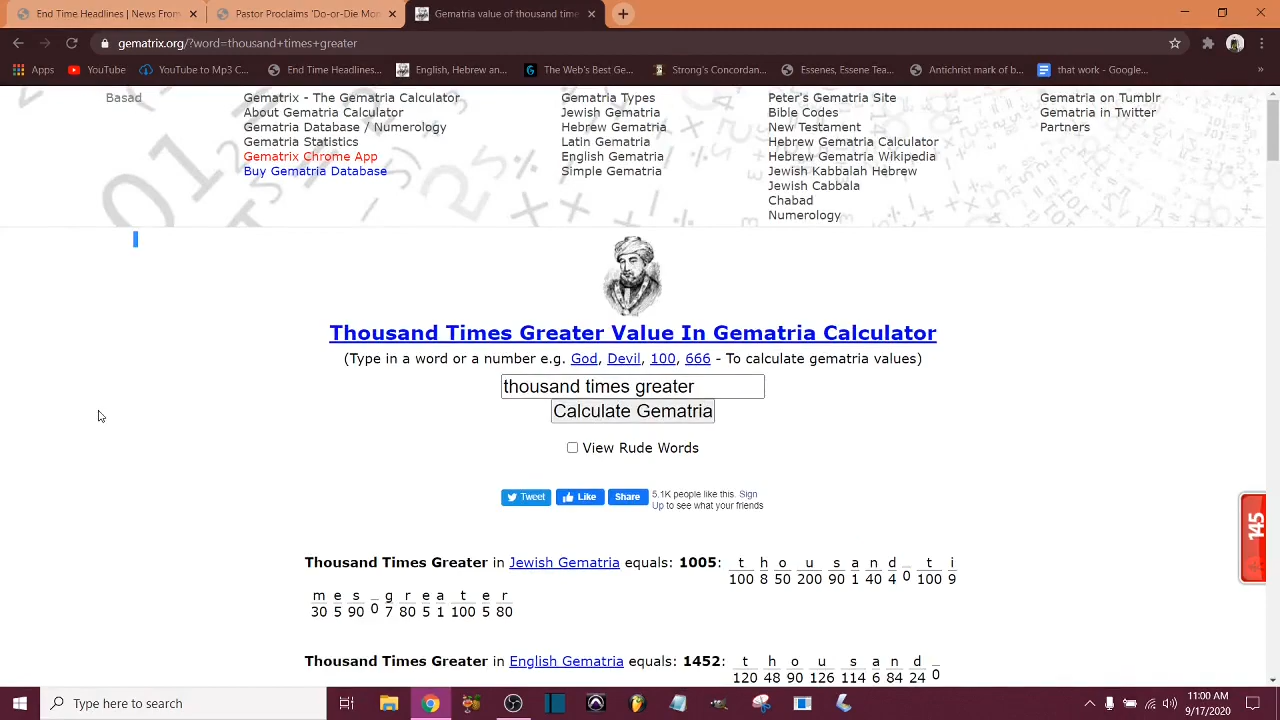 End Time Headlines | News From
Pastor Proclaims 'Do-or-Die Mom
Gematria value of thousand time
gematrix.org/?word=thousand+times+greater
Apps
YouTube
YouTube to Mp3 C...
End Time Headlines...
English, Hebrew an...
The Web's Best Ge...
Strong's Concordan...
Essenes, Essene Tea...
Antichrist mark of b...
that work - Google...
»
Basad
Gematrix - The Gematria Calculator
About Gematria Calculator
Gematria Database / Numerology
Gematria Statistics
Gematrix Chrome App
Buy Gematria Database
Gematria Types
Jewish Gematria
Hebrew Gematria
Latin Gematria
English Gematria
Simple Gematria
Peter's Gematria Site
Bible Codes
New Testament
Hebrew Gematria Calculator
Hebrew Gematria Wikipedia
Jewish Kabbalah Hebrew
Jewish Cabbala
Chabad
Numerology
Gematria on Tumblr
Gematria in Twitter
Partners
Thousand Times Greater Value In Gematria Calculator
(Type in a word or a number e.g. God, Devil, 100, 666 - To calculate gematria values)
thousand times greater
Calculate Gematria
View Rude Words
Tweet
Like
Share
5.1K people like this. Sign
Up to see what your friends
145
Thousand Times Greater in Jewish Gematria equals: 1005: t h o u s a n d _ t i
100 8 50 200 90 1 40 4 0 100 9
m e s _ g r e a t e r
30 5 90 0 7 80 5 1 100 5 80
Thousand Times Greater in English Gematria equals: 1452: t h o u s a n d _
120 48 90 126 114 6 84 24 0
Type here to search
11:00 AM
9/17/2020